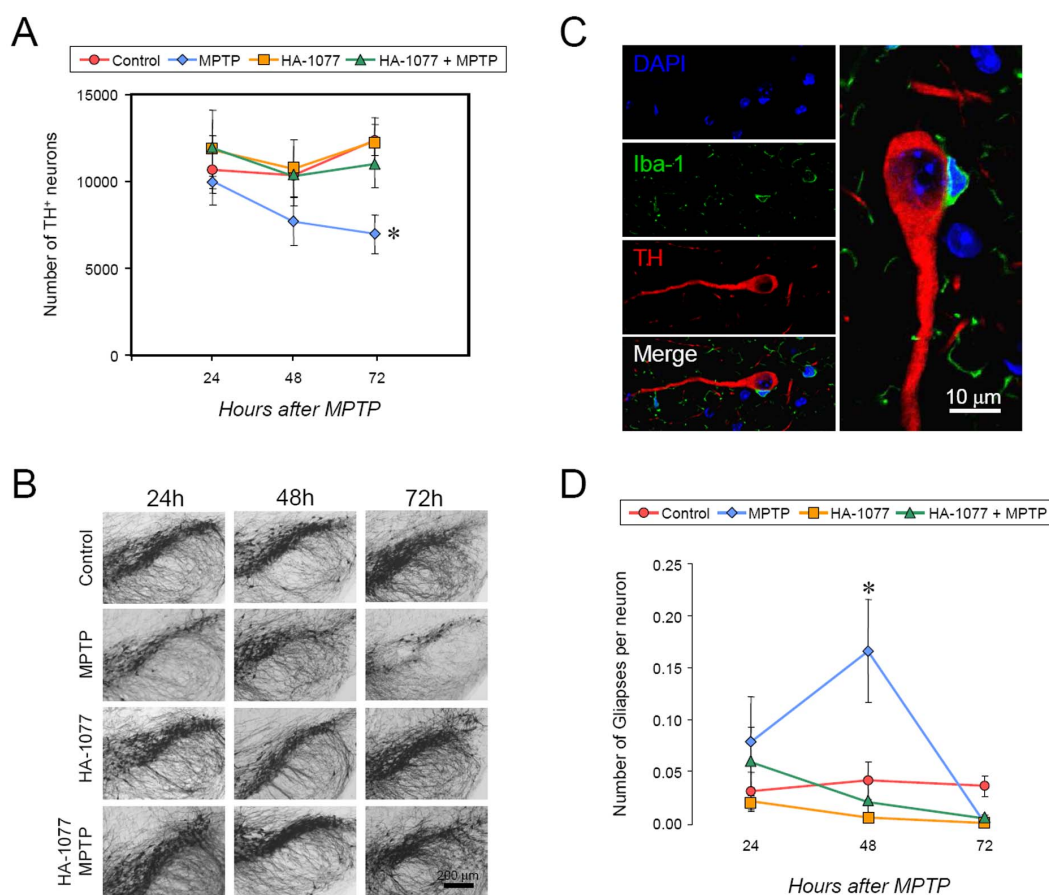 A
Control MPTP HA-1077 HA-1077 + MPTP
Number of TH⁺ neurons
15000
10000
5000
0
*
24 48 72
Hours after MPTP
B
24h 48h 72h
Control
MPTP
HA-1077
HA-1077
MPTP
200 μm
C
DAPI
Iba-1
TH
Merge
10 μm
D
Control MPTP HA-1077 HA-1077 + MPTP
Number of Gliapses per neuron
0.25
0.20
0.15
0.10
0.05
0.00
*
24 48 72
Hours after MPTP